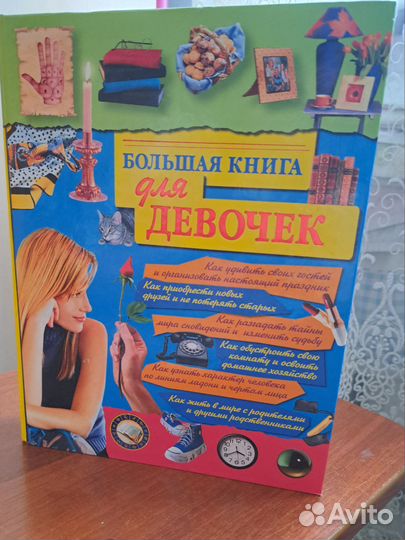 БОЛЬШАЯ КНИГА
для
ДЕВОЧЕК
Как удивить своих гостей
и организовать настоящий праздник
Как приобрести новых
друзей и не потерять старых
Как разгадать тайны
мира сновидений и изменить судьбу
Как обустроить свою
комнату и освоить
домашнее хозяйство
Как узнать характер человека
по линиям ладони и чертам лица
Как жить в мире с родителями
и другими родственниками
Avito